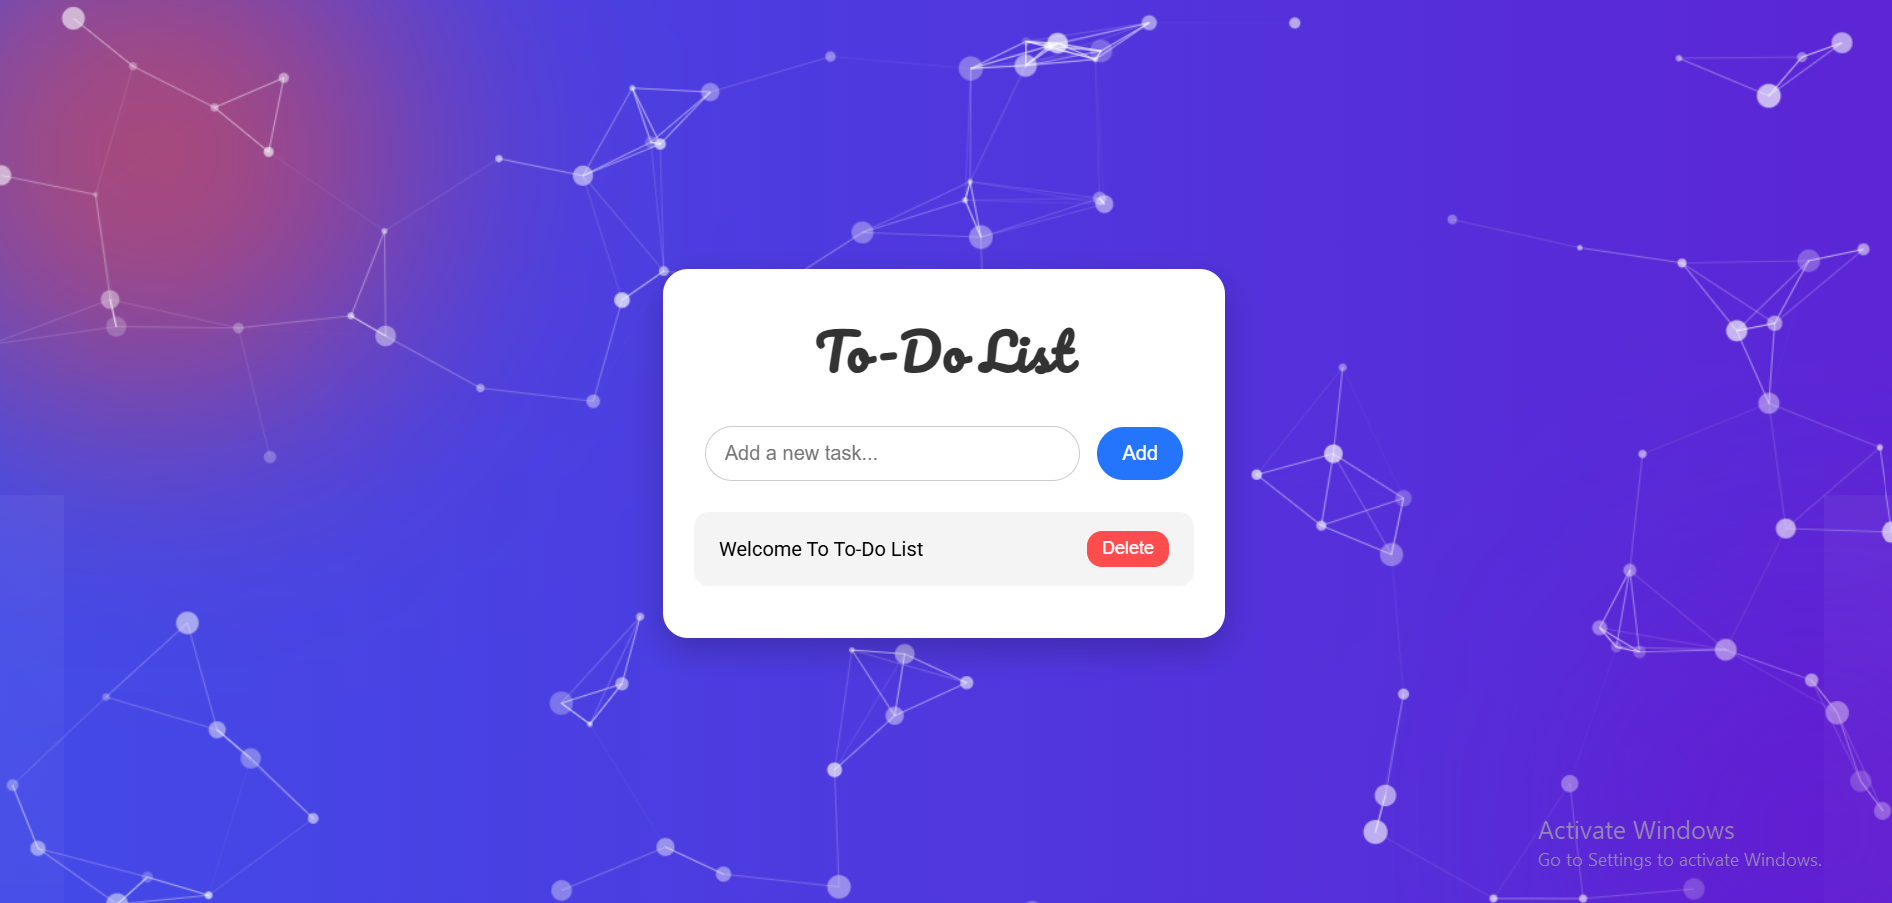 To-Do List
Add a new task...
Add
Welcome To To-Do List
Delete
Activate Windows
Go to Settings to activate Windows.